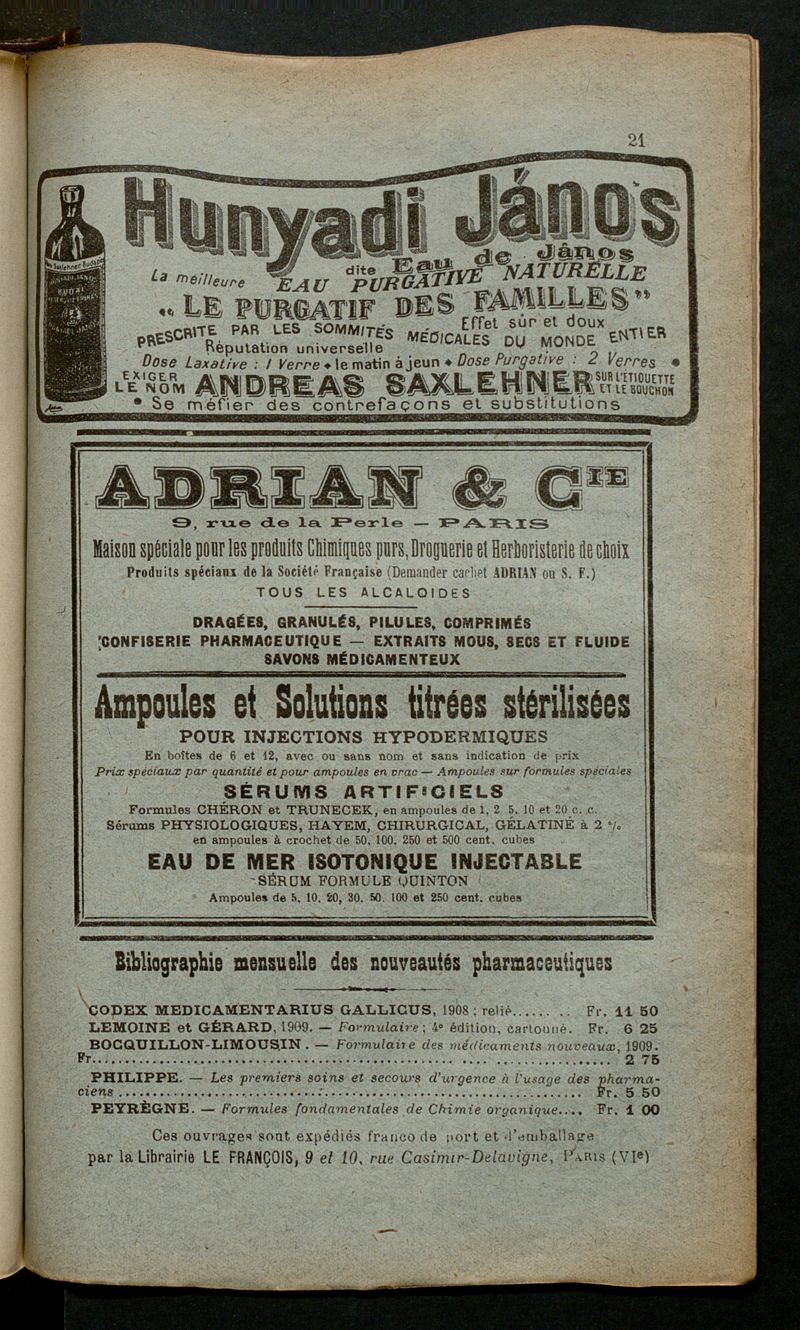 21
Hunyadi János
dite Eau de János
La meilleure EAU PURGATIVE NATURELLE
„ LE PURGATIF DES FAMILLES”
Effet sûr et doux
PRESCRITE PAR LES SOMMITÉS MÉDICALES DU MONDE ENTIER
Réputation universelle
Dose Laxative : 1 Verre ♦ le matin à jeun ♦ Dose Purgative : 2 Verres •
EXIGER LE NOM ANDREAS SAXLEHNER SUR L'ÉTIQUETTE ET LE BOUCHON
• Se méfier des contrefaçons et substitutions
ADRIAN & CIE
9, rue de la Perle — PARIS
Maison spéciale pour les produits Chimiques purs, Droguerie et Herboristerie de choix
Produits spéciaux de la Société Française (Demander cachet ADRIAN ou S. F.)
TOUS LES ALCALOIDES
DRAGÉES, GRANULÉS, PILULES, COMPRIMÉS
CONFISERIE PHARMACEUTIQUE — EXTRAITS MOUS, SECS ET FLUIDE
SAVONS MÉDICAMENTEUX
Ampoules et Solutions titrées stérilisées
POUR INJECTIONS HYPODERMIQUES
En boîtes de 6 et 12, avec ou sans nom et sans indication de prix
Prix spéciaux par quantité et pour ampoules en vrac — Ampoules sur formules spéciales
SÉRUMS ARTIFICIELS
Formules CHÉRON et TRUNECEK, en ampoules de 1, 2 5, 10 et 20 c. c.
Sérums PHYSIOLOGIQUES, HAYEM, CHIRURGICAL, GÉLATINE à 2 %
en ampoules à crochet de 50, 100, 250 et 500 cent. cubes
EAU DE MER ISOTONIQUE INJECTABLE
SÉRUM FORMULE QUINTON
Ampoules de 5, 10, 20, 30, 50, 100 et 250 cent. cubes
Bibliographie mensuelle des nouveautés pharmaceutiques
CODEX MEDICAMENTARIUS GALLICUS, 1908 ; relié........ Fr. 11 50
LEMOINE et GÉRARD, 1909. — Formulaire ; 4e édition, cartonné. Fr. 6 25
BOCQUILLON-LIMOUSIN. — Formulaire des médicaments nouveaux, 1909.
Fr........ 2 75
PHILIPPE. — Les premiers soins et secours d'urgence à l'usage des pharma-
ciens........ Fr. 5 50
PEYRÈGNE. — Formules fondamentales de Chimie organique.... Fr. 1 00
Ces ouvrages sont expédiés franco de port et d'emballage
par la Librairie LE FRANÇOIS, 9 et 10, rue Casimir-Delavigne, PARIS (VIe)